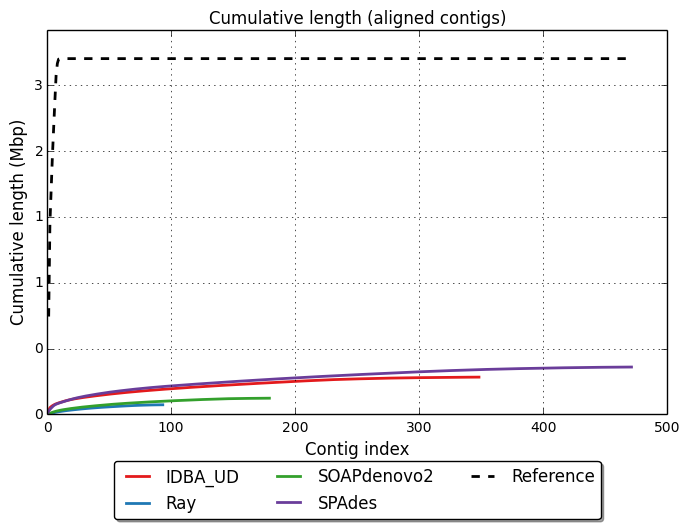 Cumulative length (aligned contigs)
Cumulative length (Mbp)
3
2
1
1
0
0
0 100 200 300 400 500
Contig index
IDBA_UD SOAPdenovo2 Reference
Ray SPAdes